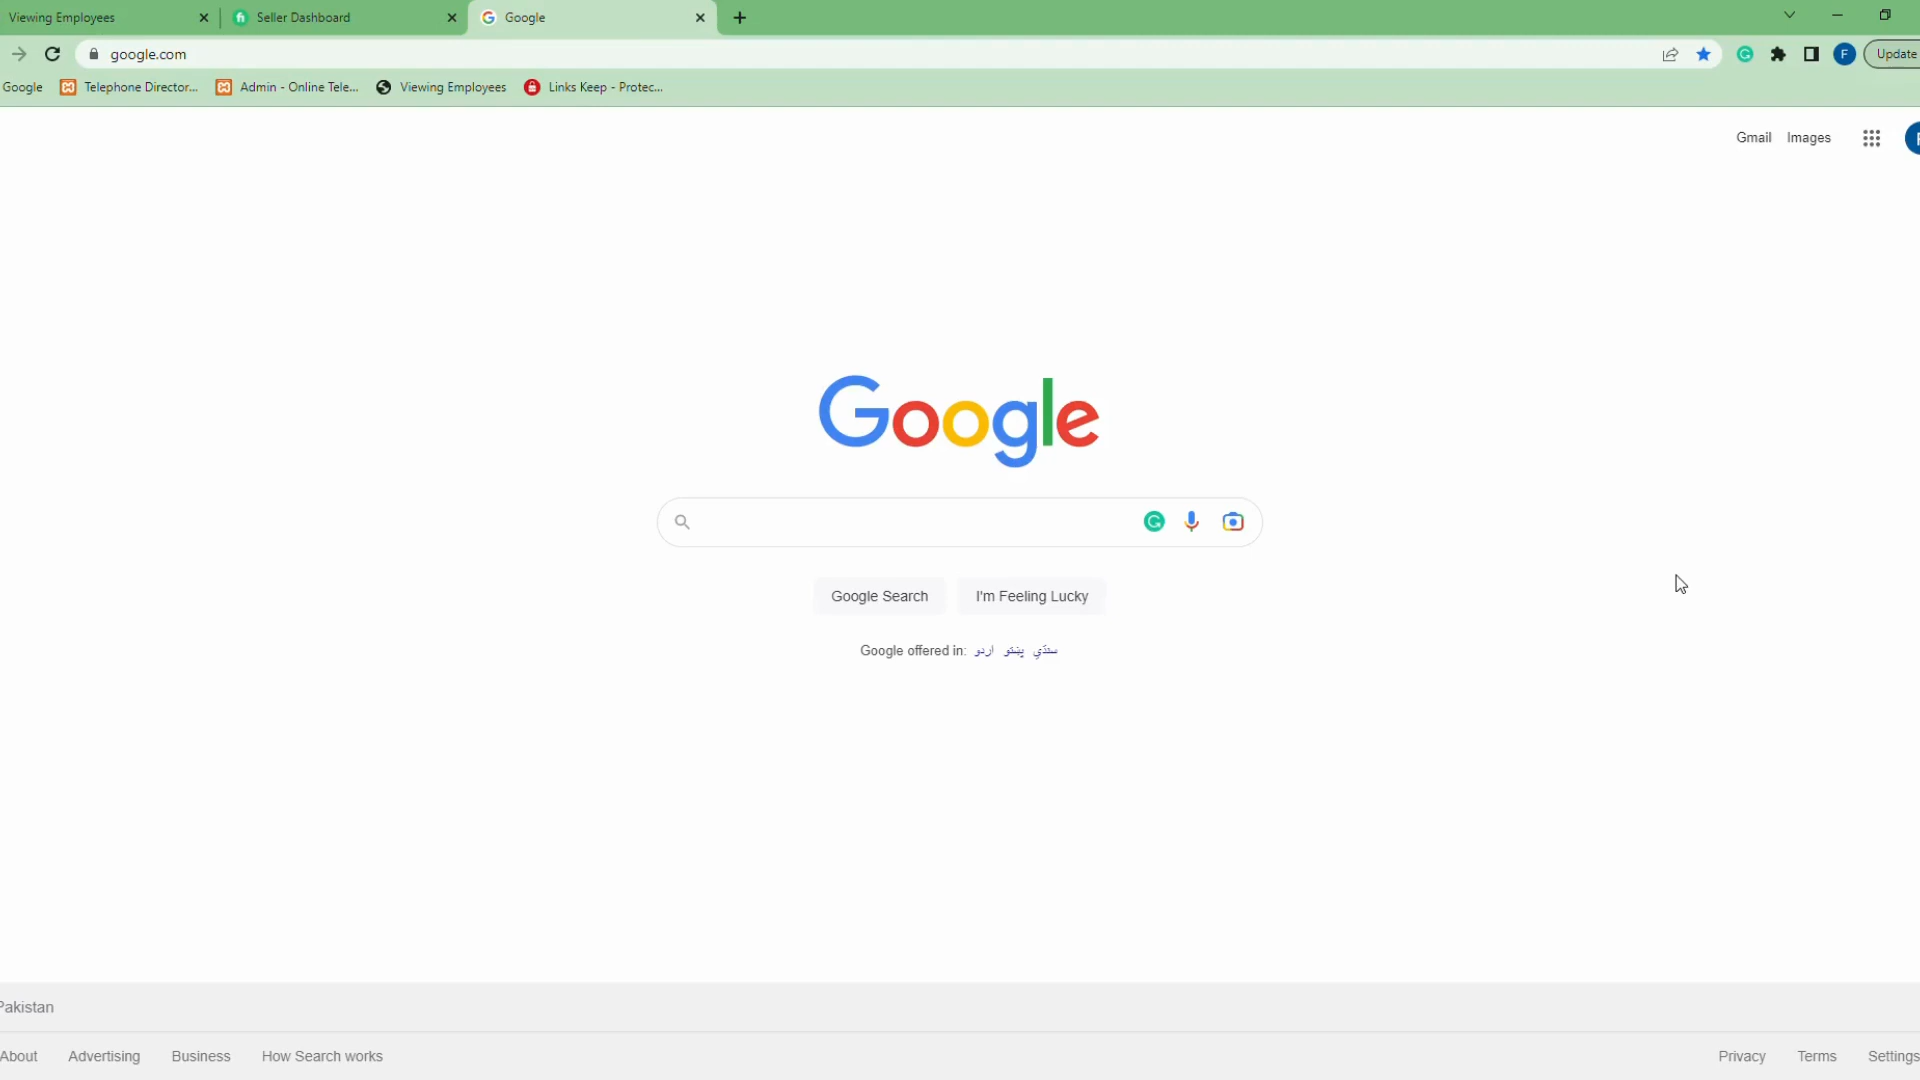 Viewing Employees Seller Dashboard Google
google.com Update
Google Telephone Director... Admin - Online Tele... Viewing Employees Links Keep - Protec...
Gmail Images
Google
Google Search I'm Feeling Lucky
Google offered in: اردو پښتو سنڌي
Pakistan
About Advertising Business How Search works Privacy Terms Settings